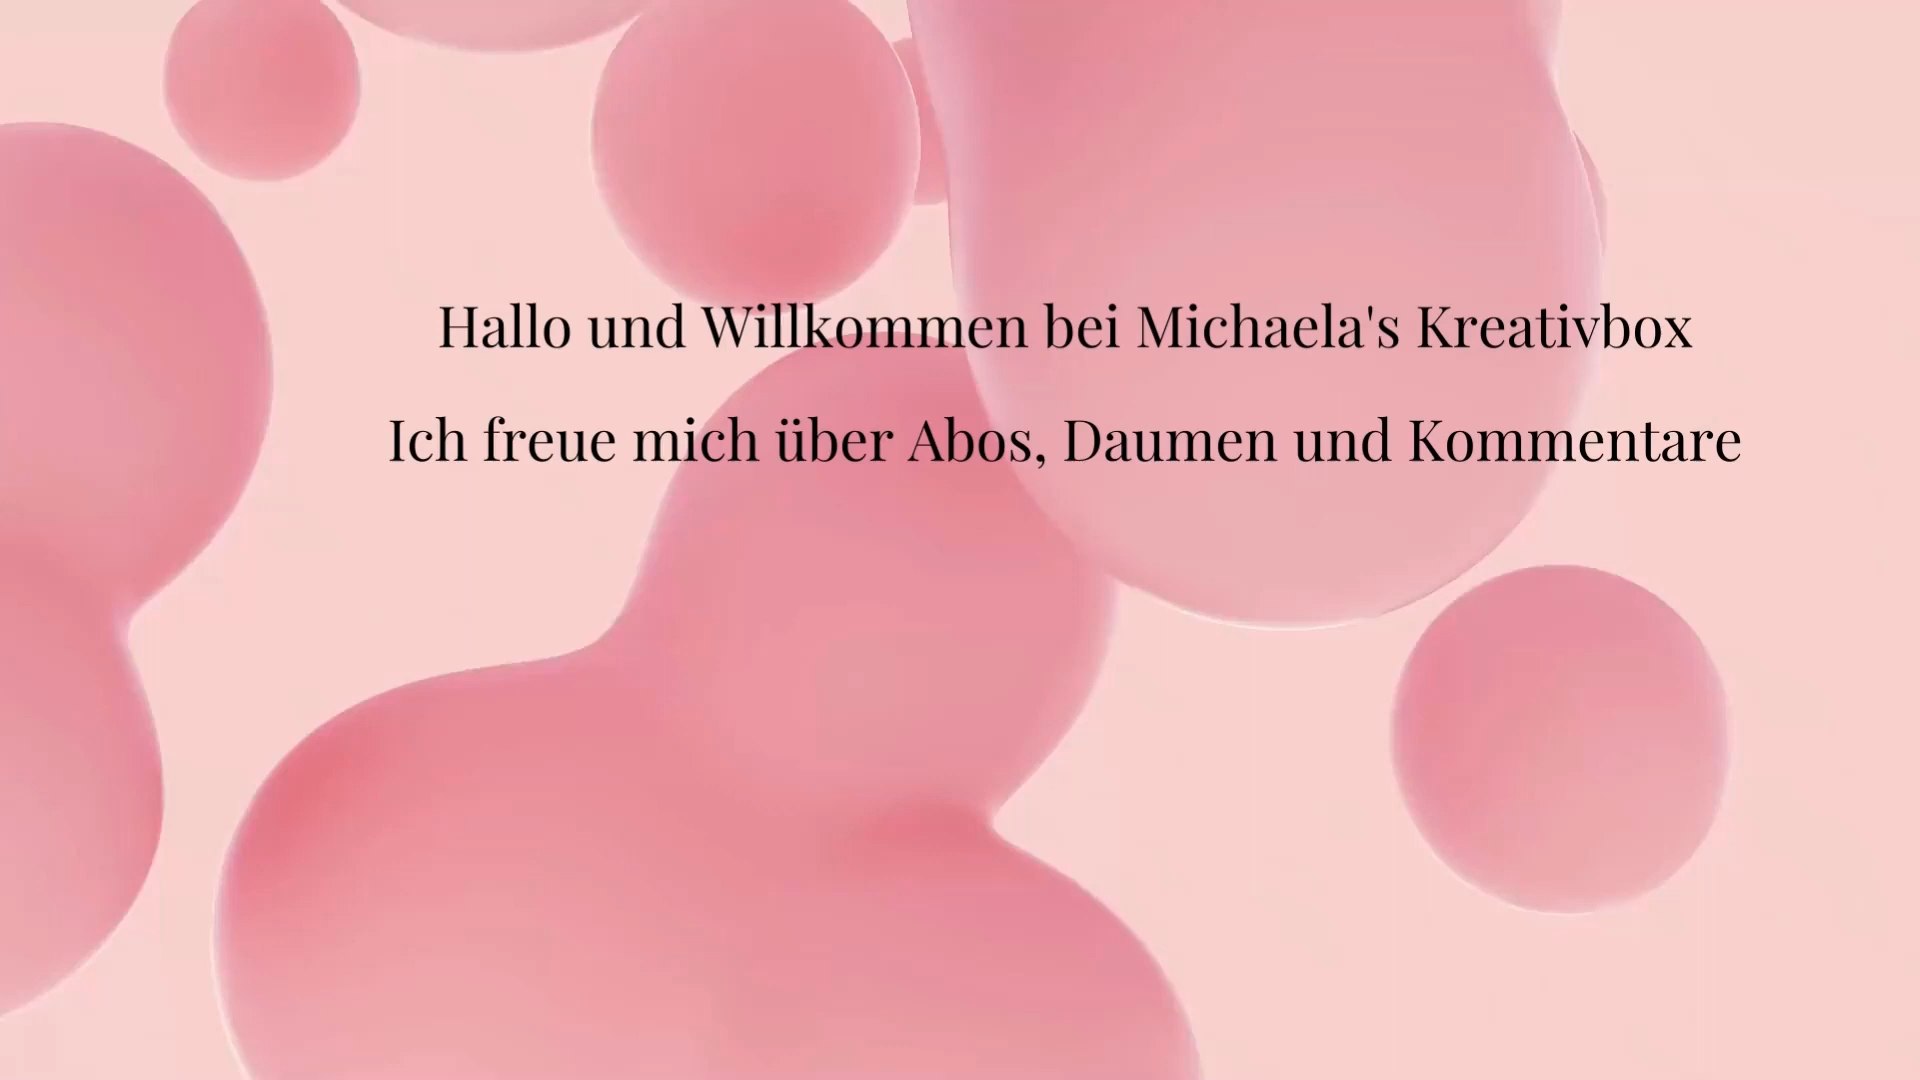 Hallo und Willkommen bei Michaela's Kreativbox
Ich freue mich über Abos, Daumen und Kommentare